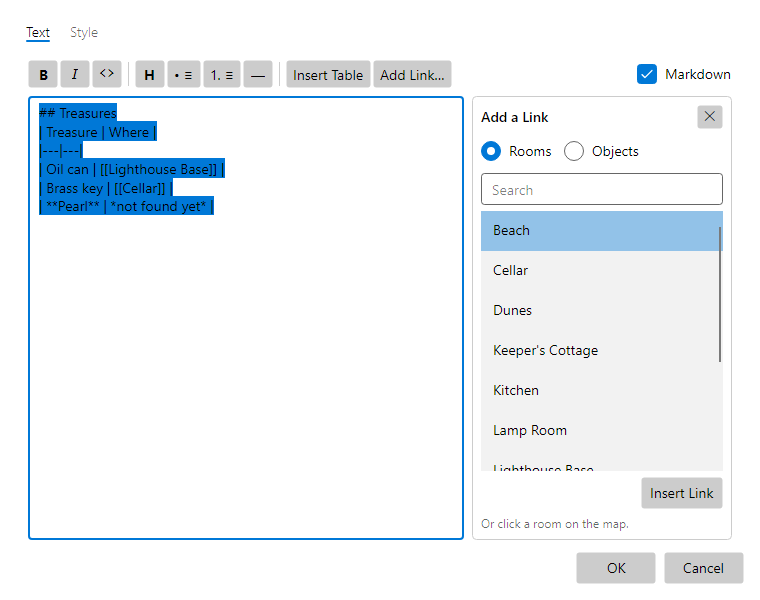 Text Style
B I <> H • ≡ 1. ≡ — Insert Table Add Link... Markdown
## Treasures
| Treasure | Where |
|---|---|
| Oil can | [[Lighthouse Base]] |
| Brass key | [[Cellar]] |
| **Pearl** | *not found yet* |
Add a Link
Rooms Objects
Search
Beach
Cellar
Dunes
Keeper's Cottage
Kitchen
Lamp Room
Lighthouse Base
Insert Link
Or click a room on the map.
OK Cancel